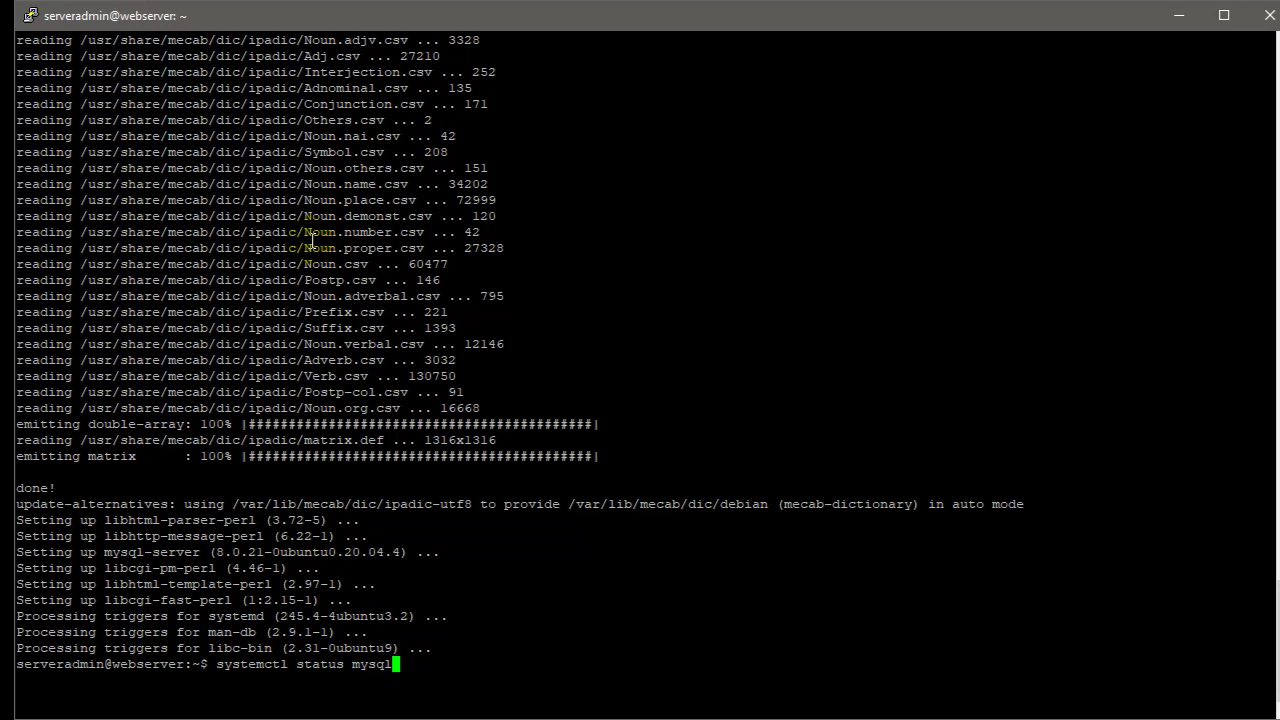 serveradmin@webserver: ~
reading /usr/share/mecab/dic/ipadic/Noun.adjv.csv ... 3328
reading /usr/share/mecab/dic/ipadic/Adj.csv ... 27210
reading /usr/share/mecab/dic/ipadic/Interjection.csv ... 252
reading /usr/share/mecab/dic/ipadic/Adnominal.csv ... 135
reading /usr/share/mecab/dic/ipadic/Conjunction.csv ... 171
reading /usr/share/mecab/dic/ipadic/Others.csv ... 2
reading /usr/share/mecab/dic/ipadic/Noun.nai.csv ... 42
reading /usr/share/mecab/dic/ipadic/Symbol.csv ... 208
reading /usr/share/mecab/dic/ipadic/Noun.others.csv ... 151
reading /usr/share/mecab/dic/ipadic/Noun.name.csv ... 34202
reading /usr/share/mecab/dic/ipadic/Noun.place.csv ... 72999
reading /usr/share/mecab/dic/ipadic/Noun.demonst.csv ... 120
reading /usr/share/mecab/dic/ipadic/Noun.number.csv ... 42
reading /usr/share/mecab/dic/ipadic/Noun.proper.csv ... 27328
reading /usr/share/mecab/dic/ipadic/Noun.csv ... 60477
reading /usr/share/mecab/dic/ipadic/Postp.csv ... 146
reading /usr/share/mecab/dic/ipadic/Noun.adverbal.csv ... 795
reading /usr/share/mecab/dic/ipadic/Prefix.csv ... 221
reading /usr/share/mecab/dic/ipadic/Suffix.csv ... 1393
reading /usr/share/mecab/dic/ipadic/Noun.verbal.csv ... 12146
reading /usr/share/mecab/dic/ipadic/Adverb.csv ... 3032
reading /usr/share/mecab/dic/ipadic/Verb.csv ... 130750
reading /usr/share/mecab/dic/ipadic/Postp-col.csv ... 91
reading /usr/share/mecab/dic/ipadic/Noun.org.csv ... 16668
emitting double-array: 100% |###########################################|
reading /usr/share/mecab/dic/ipadic/matrix.def ... 1316x1316
emitting matrix      : 100% |###########################################|
done!
update-alternatives: using /var/lib/mecab/dic/ipadic-utf8 to provide /var/lib/mecab/dic/debian (mecab-dictionary) in auto mode
Setting up libhtml-parser-perl (3.72-5) ...
Setting up libhttp-message-perl (6.22-1) ...
Setting up mysql-server (8.0.21-0ubuntu0.20.04.4) ...
Setting up libcgi-pm-perl (4.46-1) ...
Setting up libhtml-template-perl (2.97-1) ...
Setting up libcgi-fast-perl (1:2.15-1) ...
Processing triggers for systemd (245.4-4ubuntu3.2) ...
Processing triggers for man-db (2.9.1-1) ...
Processing triggers for libc-bin (2.31-0ubuntu9) ...
serveradmin@webserver:~$ systemctl status mysql